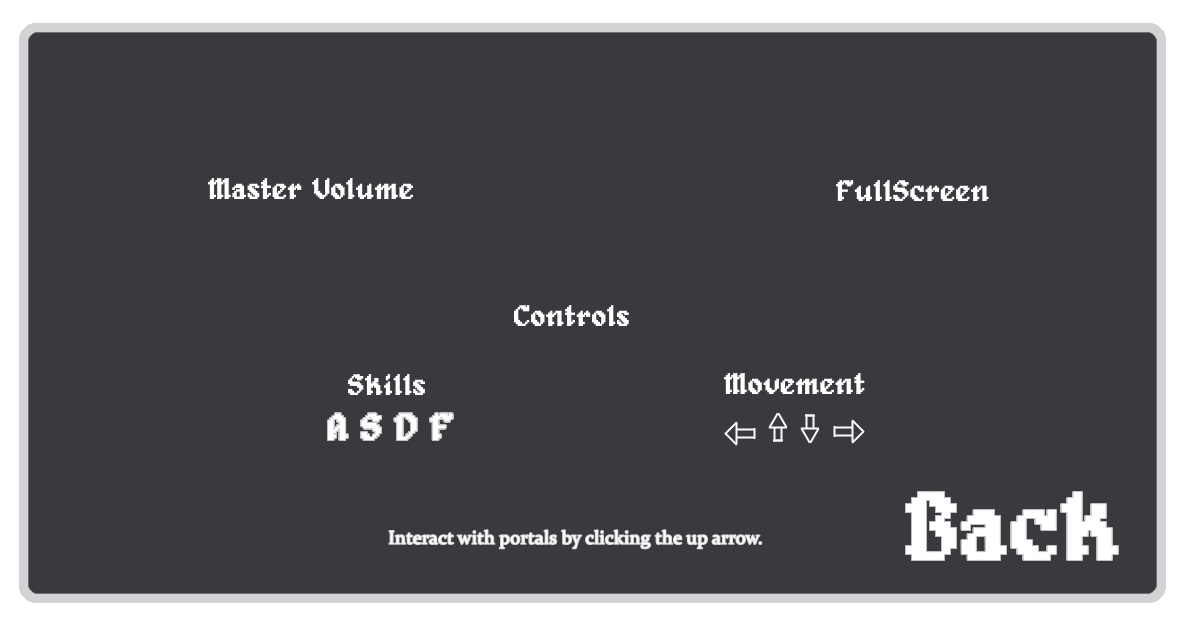 Master Volume
FullScreen
Controls
Skills
Movement
A S D F
Interact with portals by clicking the up arrow.
Back